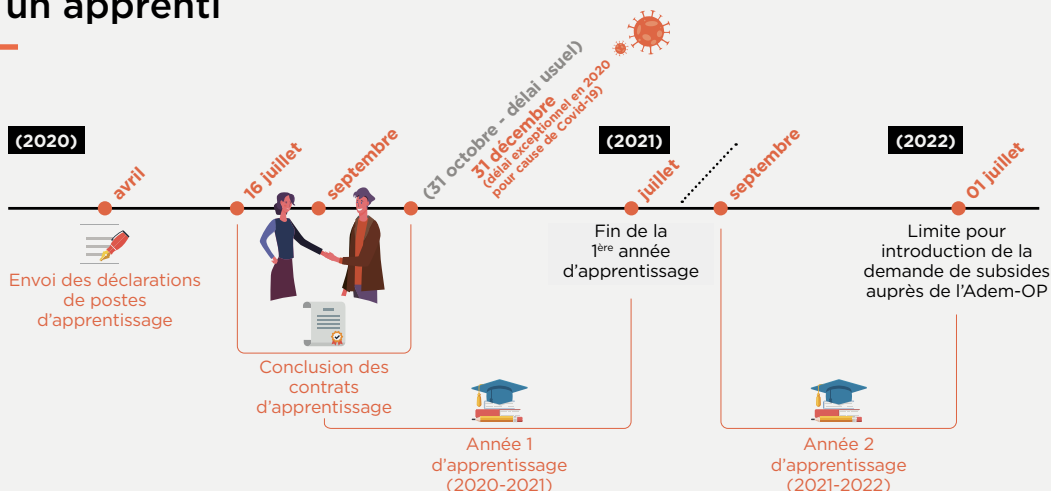 un apprenti
(2020)
avril
16 juillet
septembre
(31 octobre - délai usuel)
31 décembre
(délai exceptionnel en 2020
pour cause de Covid-19)
(2021)
juillet
septembre
(2022)
01 juillet
Envoi des déclarations
de postes
d'apprentissage
Conclusion des
contrats
d'apprentissage
Fin de la
1ère année
d'apprentissage
Limite pour
introduction de la
demande de subsides
auprès de l'Adem-OP
Année 1
d'apprentissage
(2020-2021)
Année 2
d'apprentissage
(2021-2022)